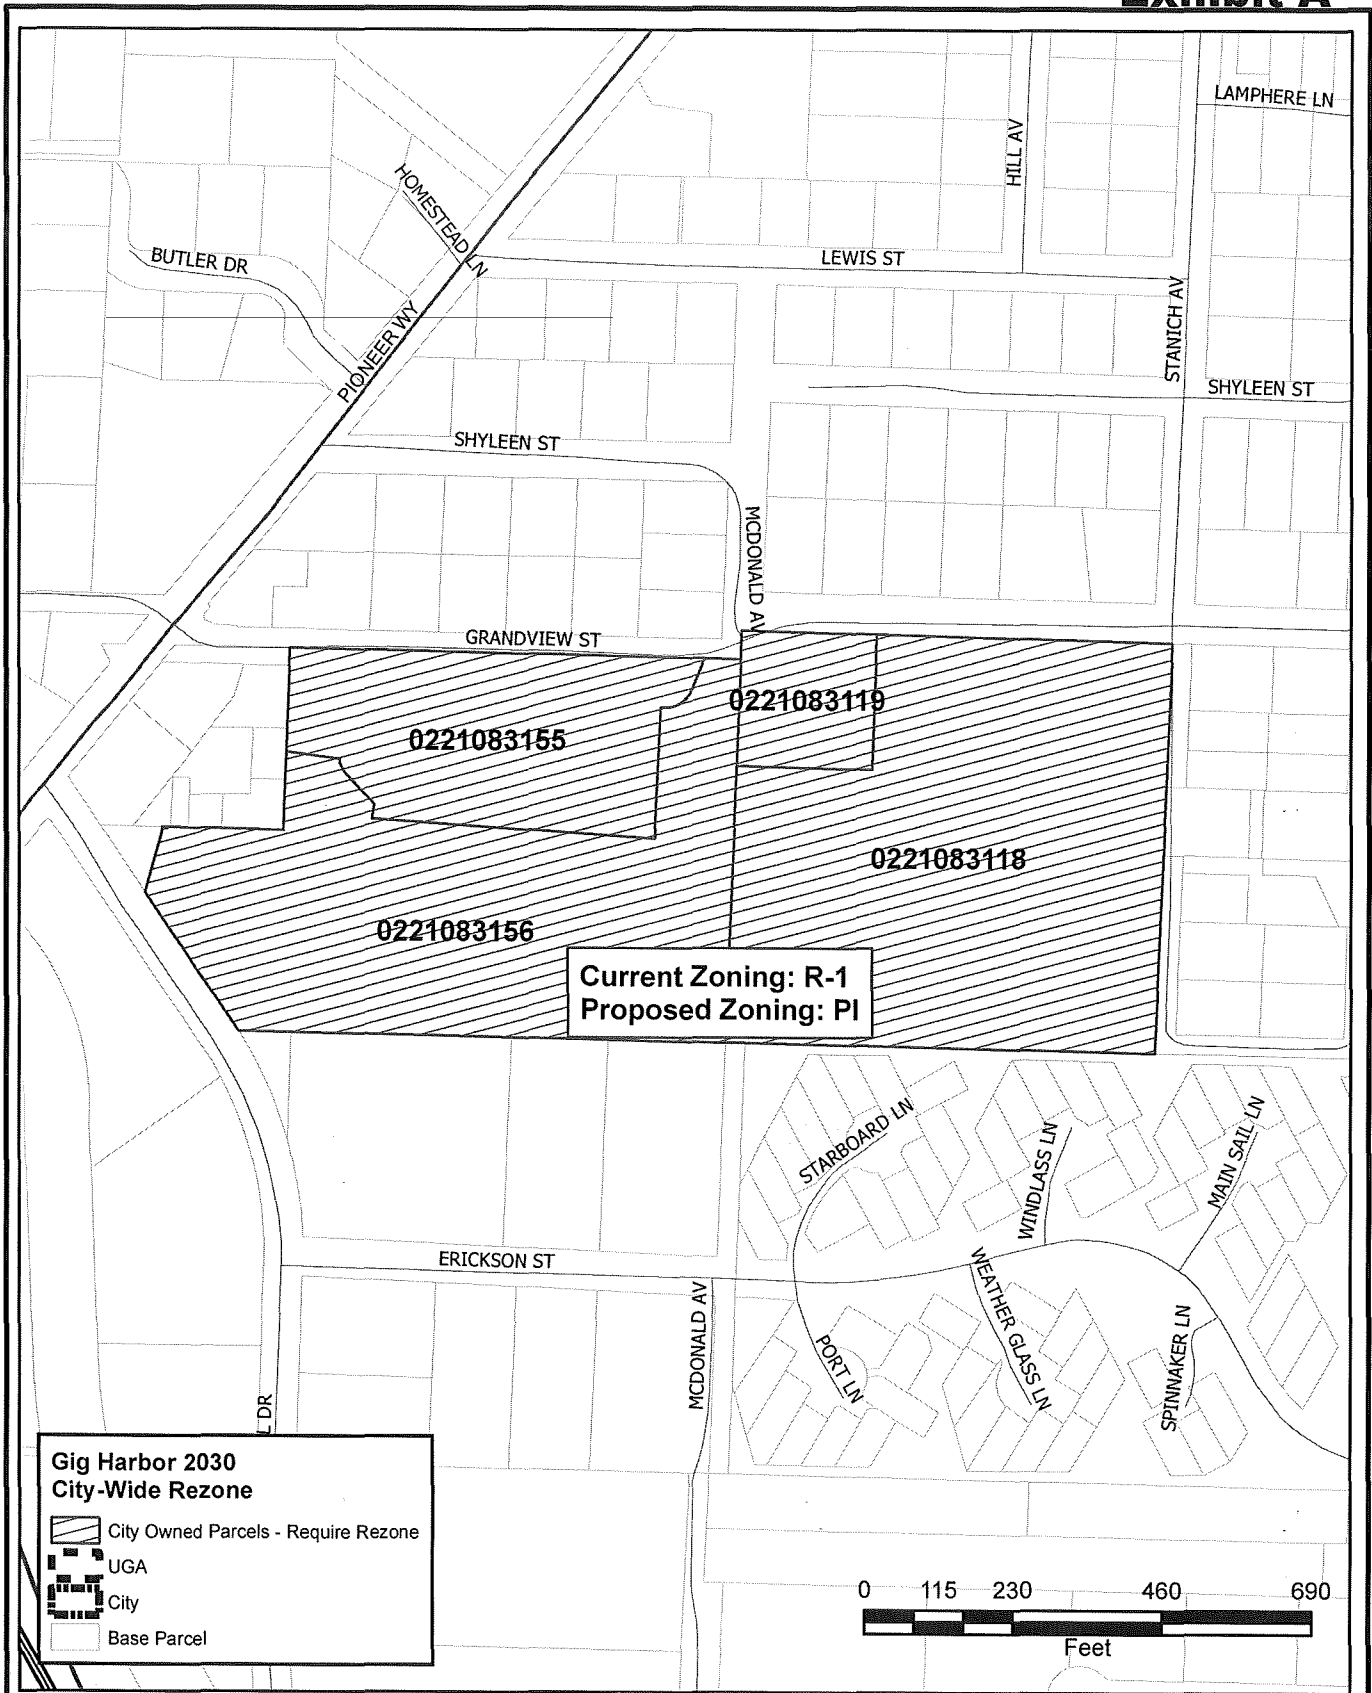 Exhibit A
LAMPHERE LN
HILL AV
HOMESTEAD LN
BUTLER DR
LEWIS ST
STANICH AV
PIONEER WY
SHYLEEN ST
SHYLEEN ST
MCDONALD AV
GRANDVIEW ST
0221083119
0221083155
0221083118
0221083156
Current Zoning: R-1
Proposed Zoning: PI
STARBOARD LN
WINDLASS LN
MAIN SAIL LN
ERICKSON ST
WEATHER GLASS LN
MCDONALD AV
PORT LN
SPINNAKER LN
L DR
Gig Harbor 2030
City-Wide Rezone
City Owned Parcels - Require Rezone
UGA
City
Base Parcel
0 115 230 460 690
Feet